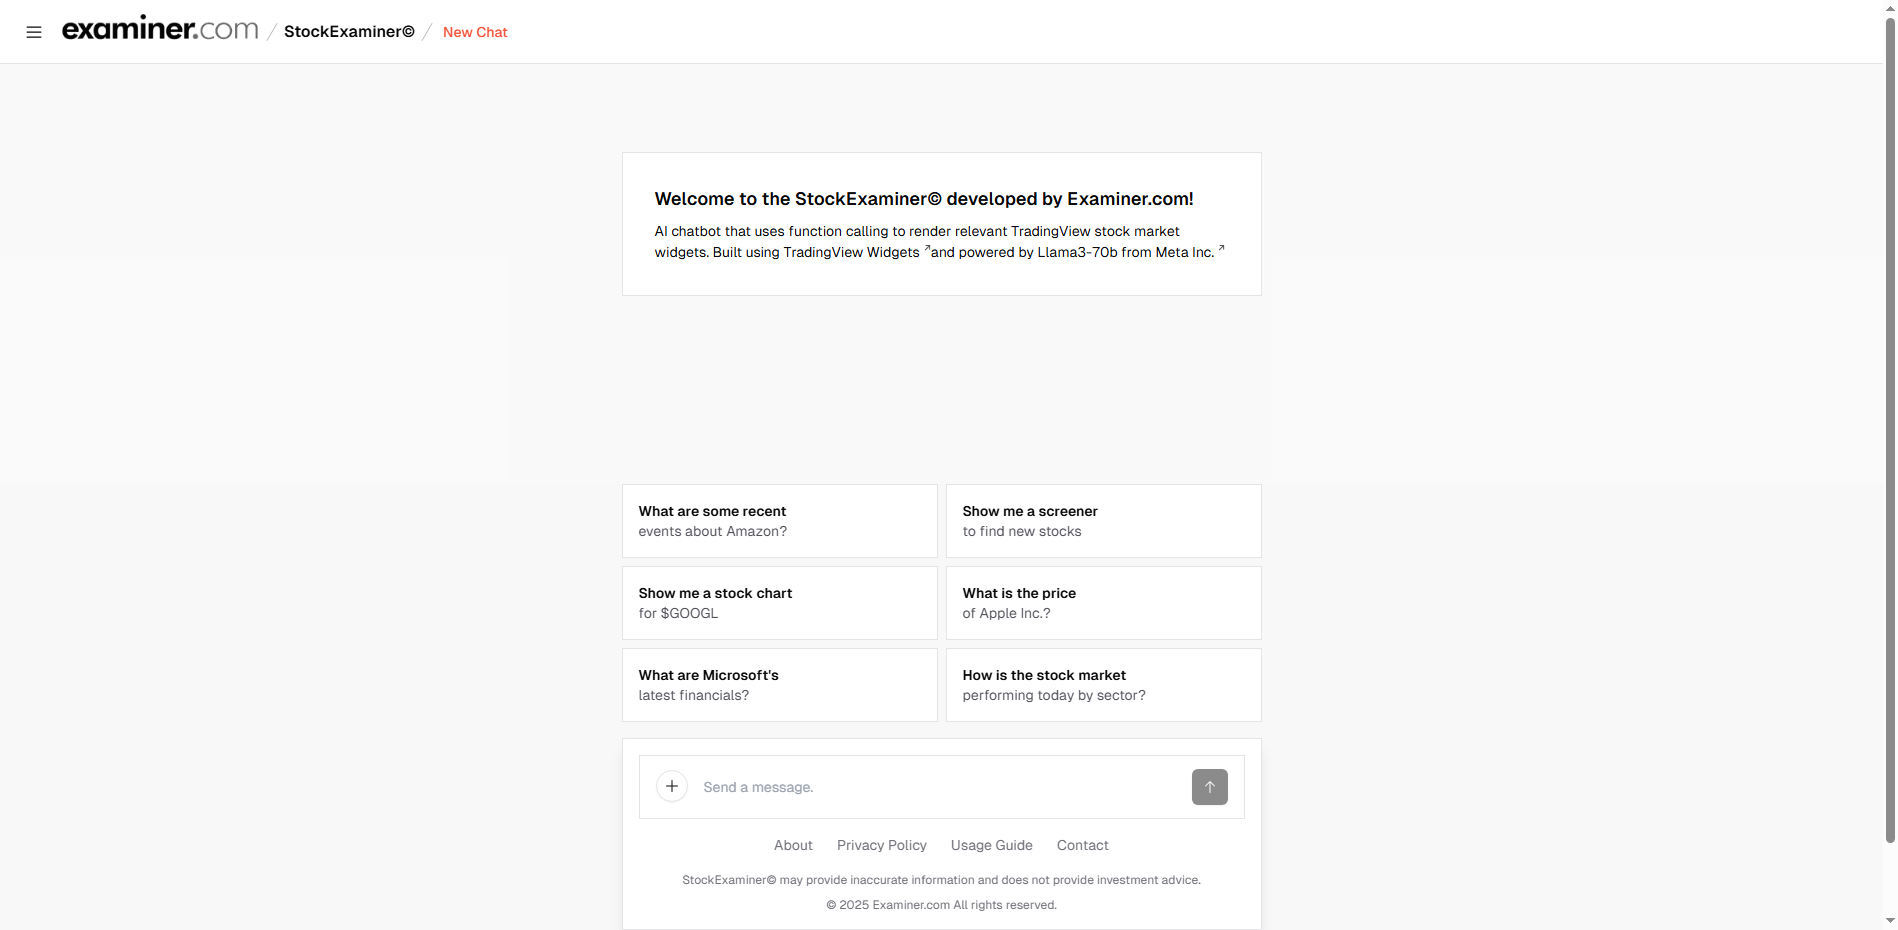 examiner.com / StockExaminer© / New Chat
Welcome to the StockExaminer© developed by Examiner.com!
AI chatbot that uses function calling to render relevant TradingView stock market
widgets. Built using TradingView Widgets ↗and powered by Llama3-70b from Meta Inc. ↗
What are some recent
events about Amazon?
Show me a screener
to find new stocks
Show me a stock chart
for $GOOGL
What is the price
of Apple Inc.?
What are Microsoft's
latest financials?
How is the stock market
performing today by sector?
Send a message.
About Privacy Policy Usage Guide Contact
StockExaminer© may provide inaccurate information and does not provide investment advice.
© 2025 Examiner.com All rights reserved.